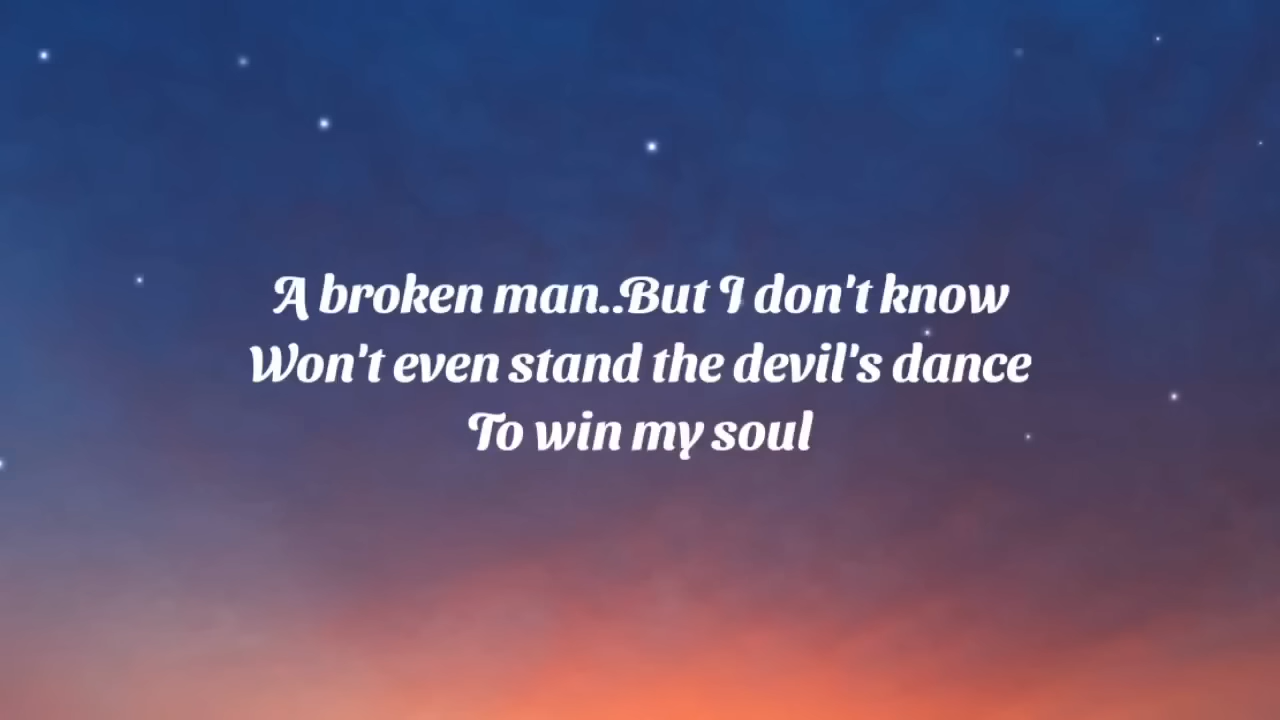 A broken man..But I don't know
Won't even stand the devil's dance
To win my soul